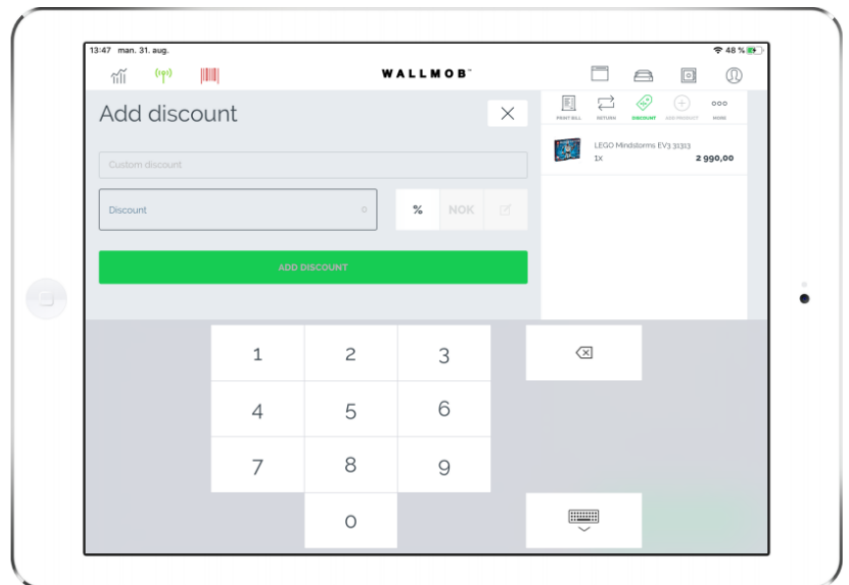 13:47 man. 31. aug.
48 %
WALLMOB™
Add discount
PRINT BILL RETURN DISCOUNT ADD PRODUCT MORE
Custom discount
LEGO Mindstorms EV3 31313
1X 2 990,00
Discount 0
% NOK
ADD DISCOUNT
1 2 3
4 5 6
7 8 9
0